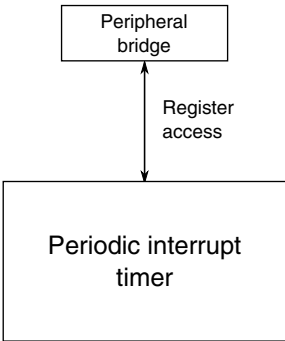 Peripheral
bridge
Register
access
Periodic interrupt
timer